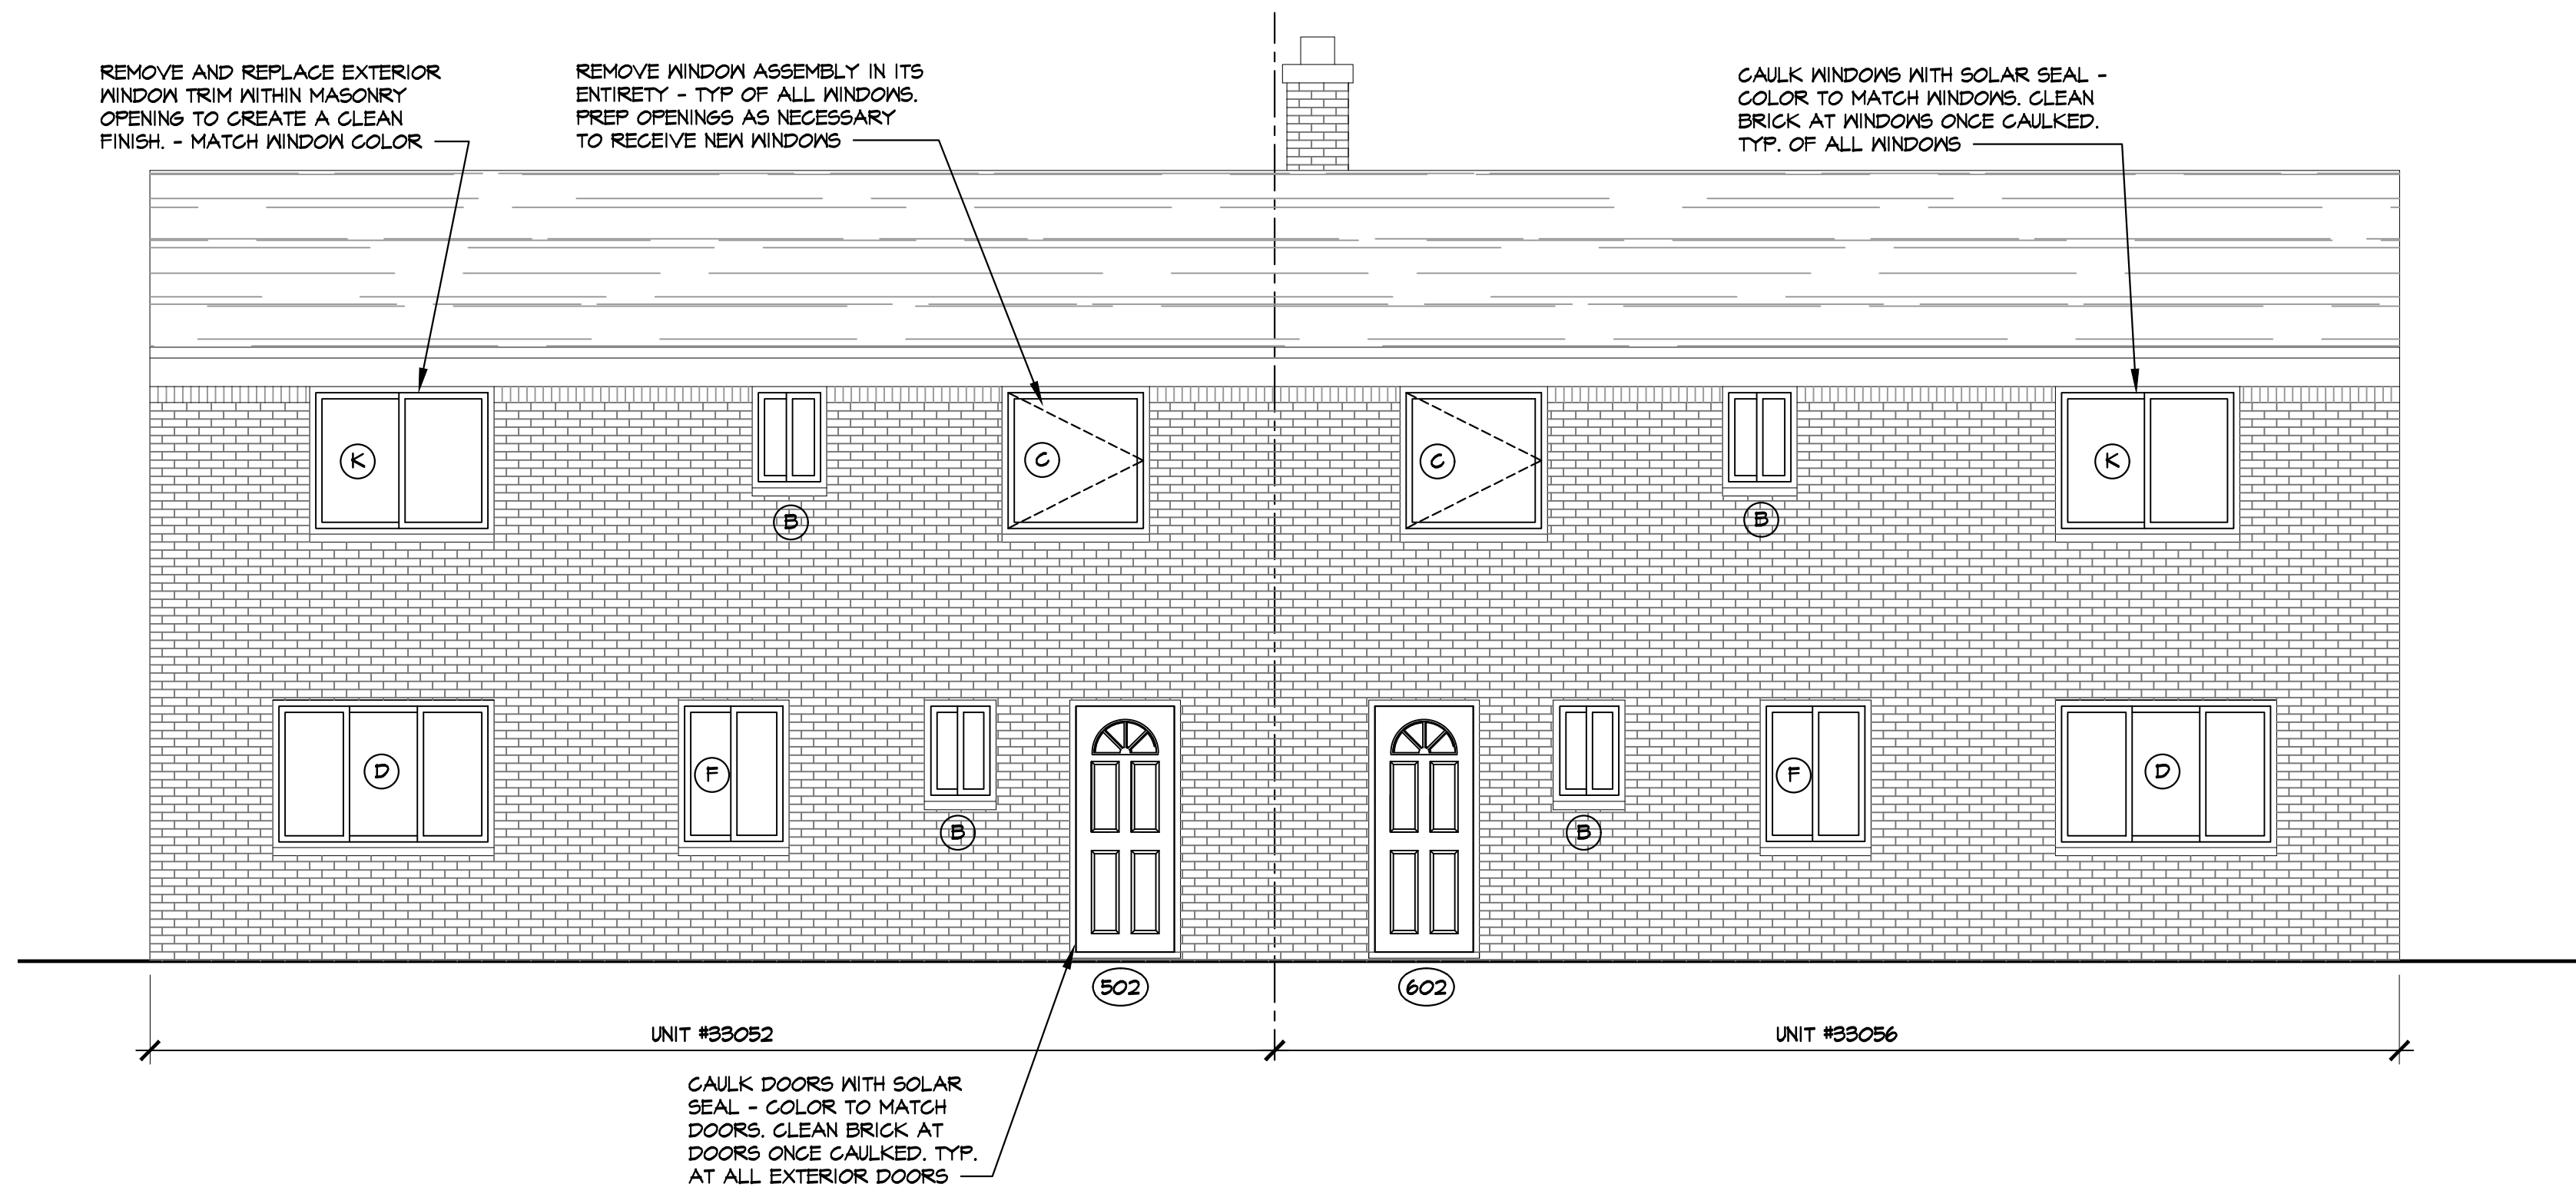 REMOVE AND REPLACE EXTERIOR
WINDOW TRIM WITHIN MASONRY
OPENING TO CREATE A CLEAN
FINISH. - MATCH WINDOW COLOR
REMOVE WINDOW ASSEMBLY IN ITS
ENTIRETY - TYP OF ALL WINDOWS.
PREP OPENINGS AS NECESSARY
TO RECEIVE NEW WINDOWS
CAULK WINDOWS WITH SOLAR SEAL -
COLOR TO MATCH WINDOWS. CLEAN
BRICK AT WINDOWS ONCE CAULKED.
TYP. OF ALL WINDOWS
K
B
C
C
B
K
D
F
B
B
F
D
502
602
UNIT #33052
UNIT #33056
CAULK DOORS WITH SOLAR
SEAL - COLOR TO MATCH
DOORS. CLEAN BRICK AT
DOORS ONCE CAULKED. TYP.
AT ALL EXTERIOR DOORS